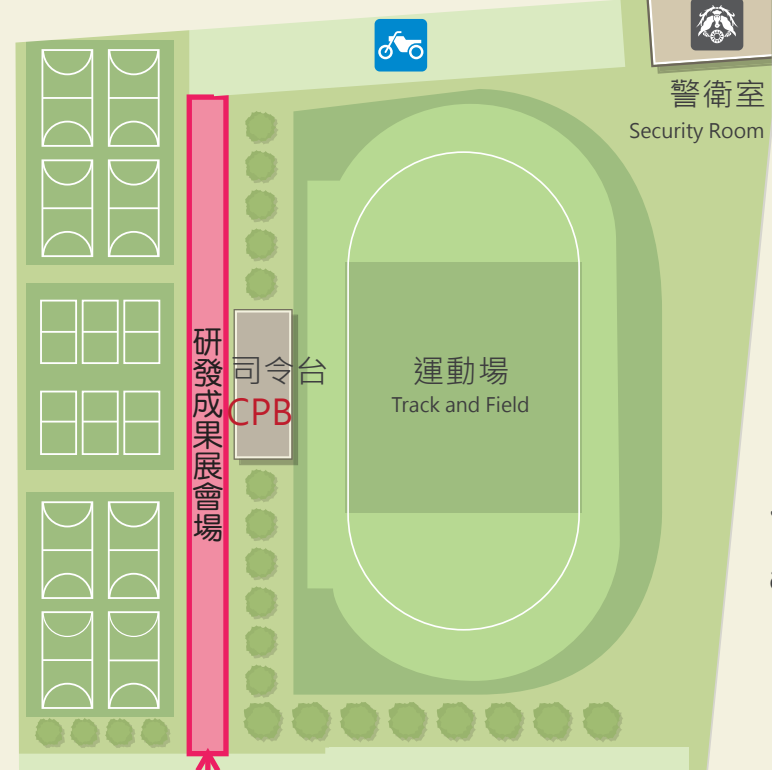 警衛室
Security Room
研發成果展會場
司令台
CPB
運動場
Track and Field